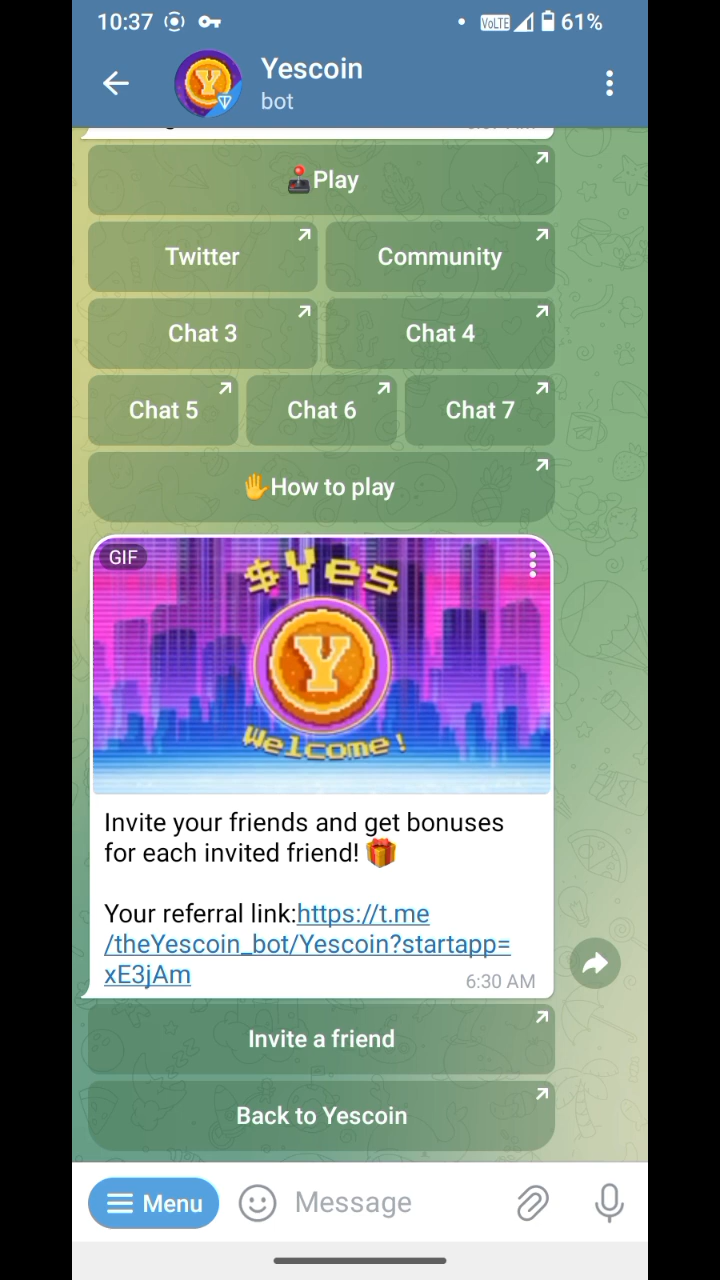 10:37
VoLTE 61%
Yescoin
bot
Play
Twitter
Community
Chat 3
Chat 4
Chat 5
Chat 6
Chat 7
How to play
GIF
$Yes
Y
Welcome!
Invite your friends and get bonuses
for each invited friend! 🎁
Your referral link:https://t.me
/theYescoin_bot/Yescoin?startapp=
xE3jAm
6:30 AM
Invite a friend
Back to Yescoin
Menu
Message